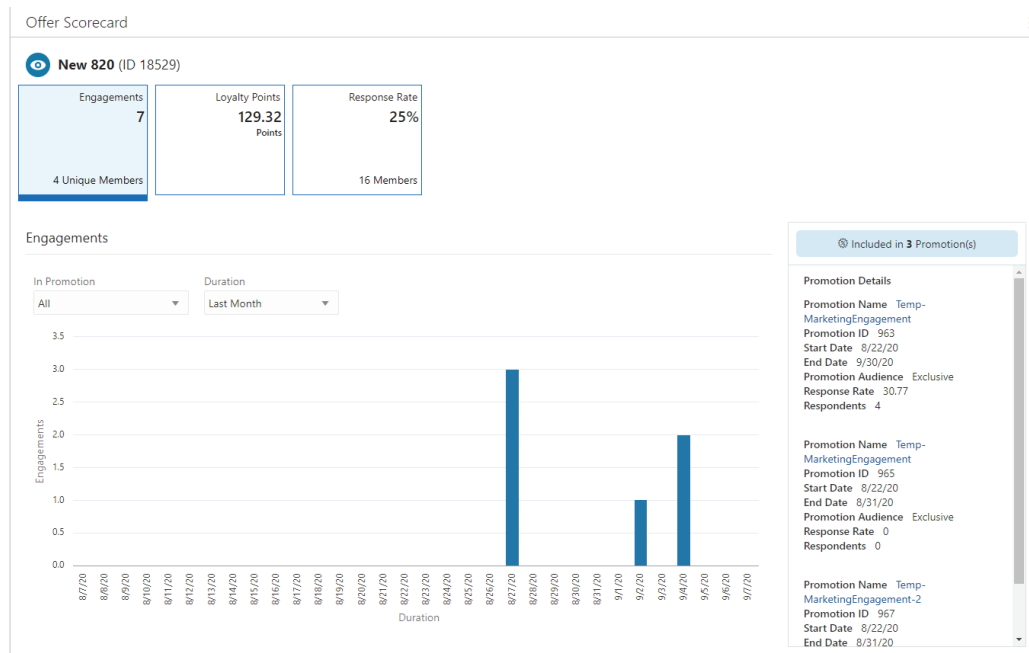 Offer Scorecard
New 820 (ID 18529)
Engagements
7
4 Unique Members
Loyalty Points
129.32
Points
Response Rate
25%
16 Members
Engagements
In Promotion
All
Duration
Last Month
3.5
3.0
2.5
2.0
1.5
1.0
0.5
0.0
Engagements
8/7/20
8/8/20
8/9/20
8/10/20
8/11/20
8/12/20
8/13/20
8/14/20
8/15/20
8/16/20
8/17/20
8/18/20
8/19/20
8/20/20
8/21/20
8/22/20
8/23/20
8/24/20
8/25/20
8/26/20
8/27/20
8/28/20
8/29/20
8/30/20
8/31/20
9/1/20
9/2/20
9/3/20
9/4/20
9/5/20
9/6/20
9/7/20
Duration
Included in 3 Promotion(s)
Promotion Details
Promotion Name Temp-
MarketingEngagement
Promotion ID 963
Start Date 8/22/20
End Date 9/30/20
Promotion Audience Exclusive
Response Rate 30.77
Respondents 4
Promotion Name Temp-
MarketingEngagement
Promotion ID 965
Start Date 8/22/20
End Date 8/31/20
Promotion Audience Exclusive
Response Rate 0
Respondents 0
Promotion Name Temp-
MarketingEngagement-2
Promotion ID 967
Start Date 8/22/20
End Date 8/31/20